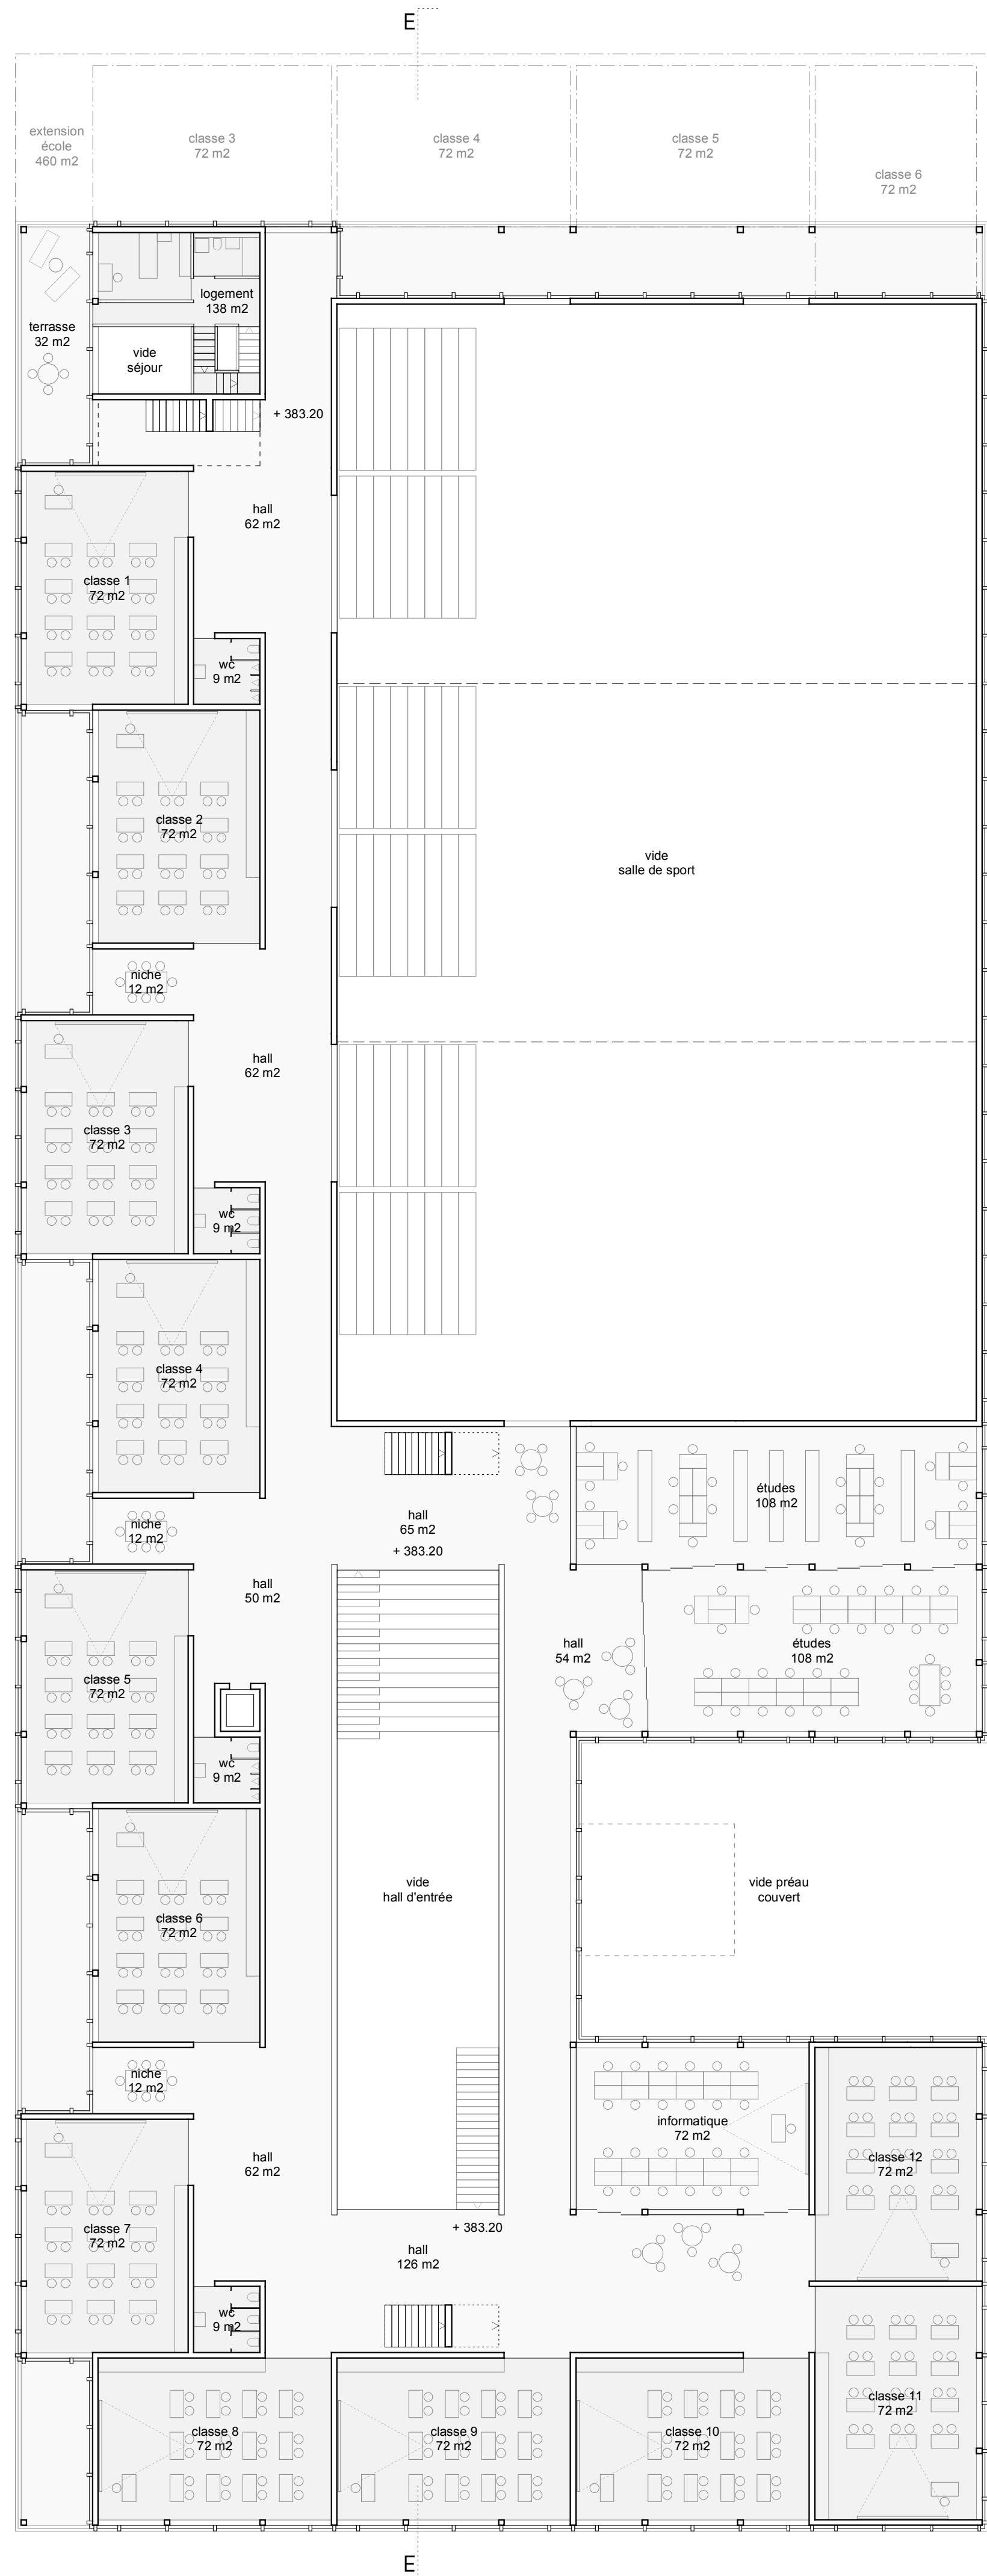 E
extension
école
460 m2
classe 3
72 m2
classe 4
72 m2
classe 5
72 m2
classe 6
72 m2
logement
138 m2
terrasse
32 m2
vide
séjour
+ 383.20
hall
62 m2
classe 1
72 m2
wc
9 m2
classe 2
72 m2
vide
salle de sport
niche
12 m2
hall
62 m2
classe 3
72 m2
wc
9 m2
classe 4
72 m2
études
108 m2
hall
65 m2
+ 383.20
niche
12 m2
hall
50 m2
hall
54 m2
études
108 m2
classe 5
72 m2
wc
9 m2
vide
hall d'entrée
vide préau
couvert
classe 6
72 m2
niche
12 m2
informatique
72 m2
hall
62 m2
classe 12
72 m2
classe 7
72 m2
+ 383.20
hall
126 m2
wc
9 m2
classe 11
72 m2
classe 8
72 m2
classe 9
72 m2
classe 10
72 m2
E